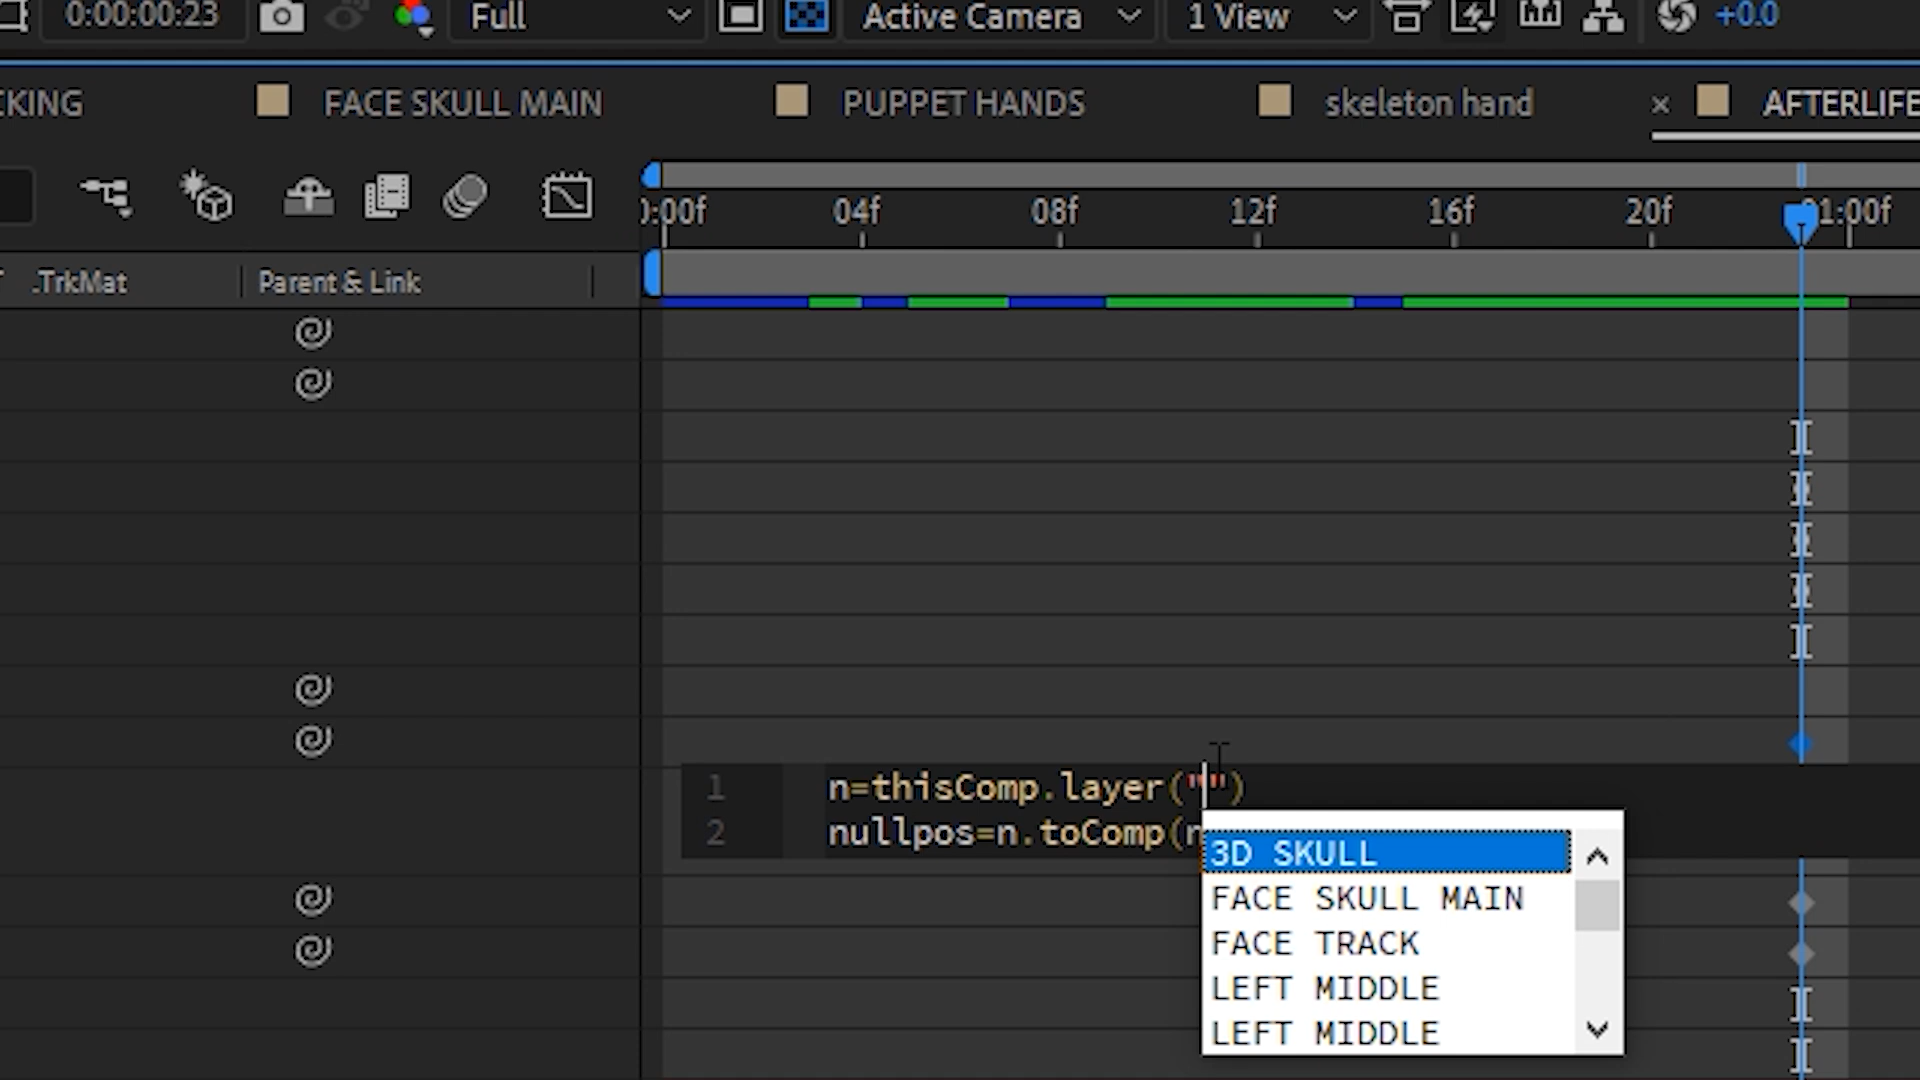 0:00:00:23 Full Active Camera 1 View +0.0
CKING FACE SKULL MAIN PUPPET HANDS skeleton hand × AFTERLIFE
0:00f 04f 08f 12f 16f 20f 01:00f
.TrkMat Parent & Link
1 n=thisComp.layer("")
2 nullpos=n.toComp(n
3D SKULL
FACE SKULL MAIN
FACE TRACK
LEFT MIDDLE
LEFT MIDDLE